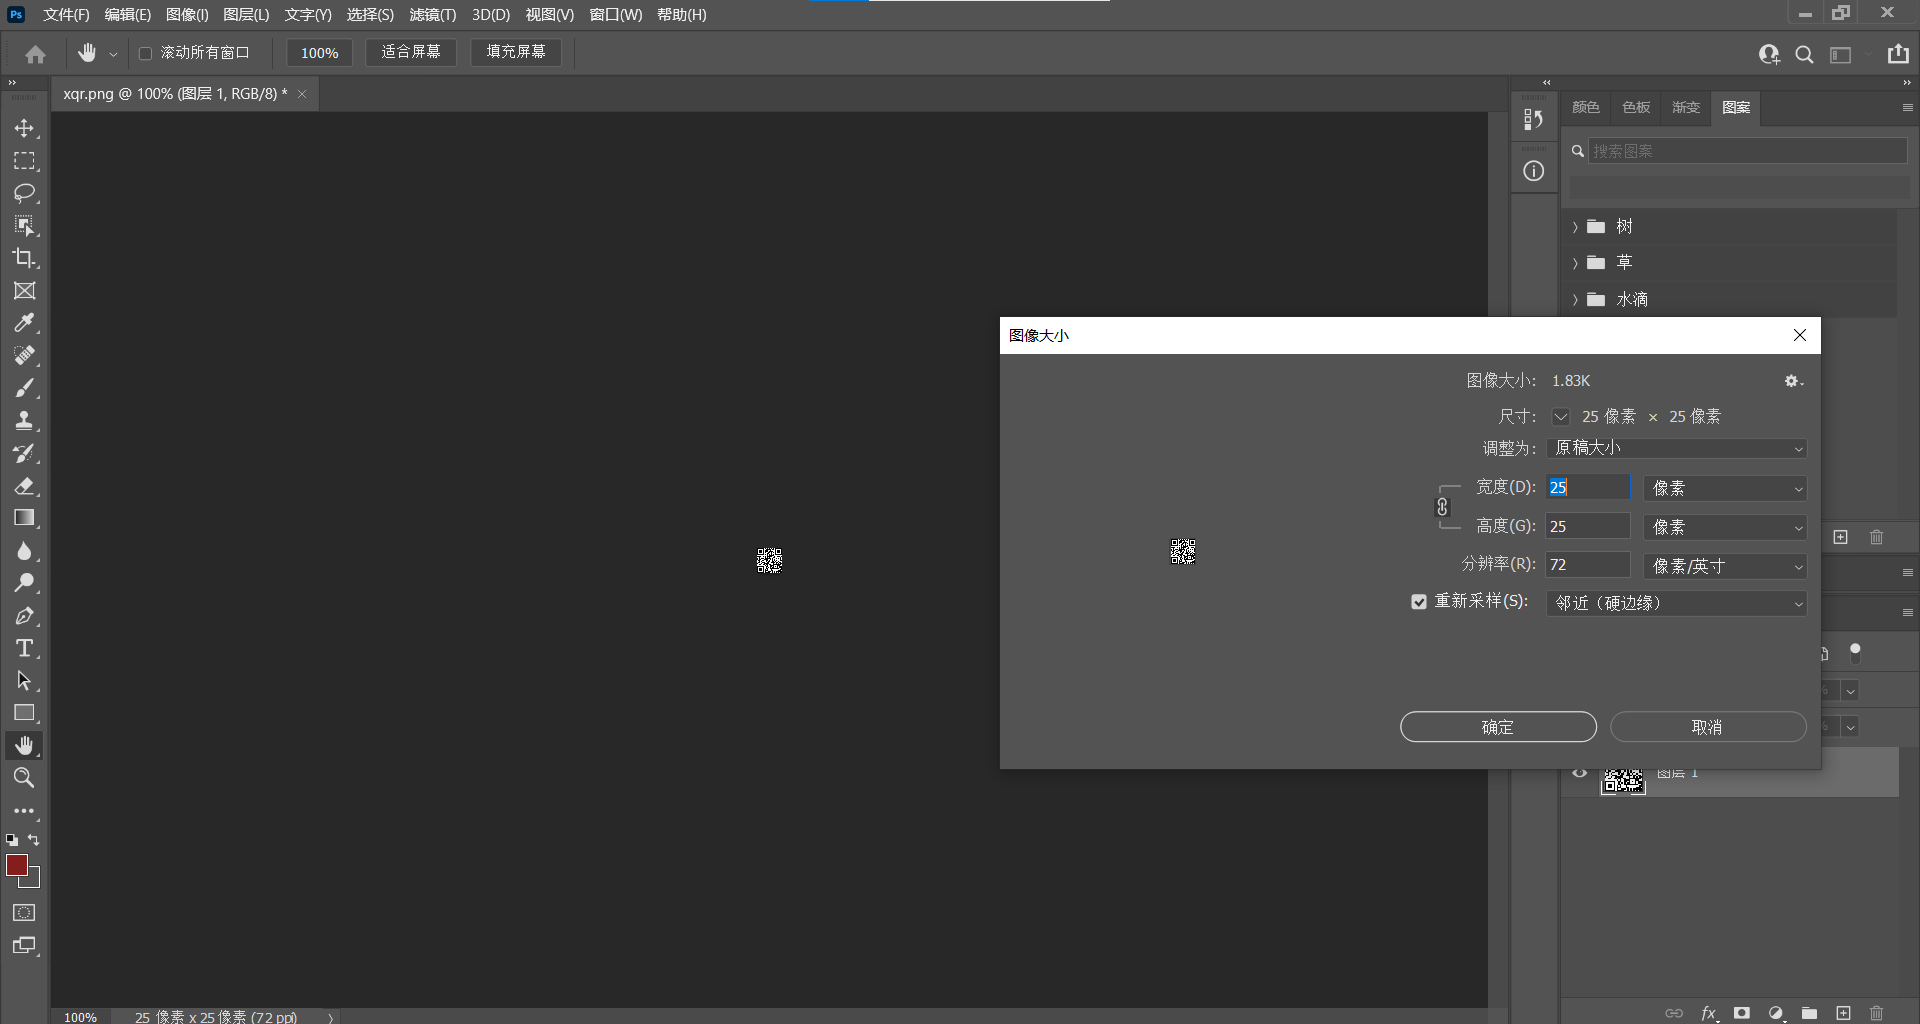 Ps 文件(F) 编辑(E) 图像(I) 图层(L) 文字(Y) 选择(S) 滤镜(T) 3D(D) 视图(V) 窗口(W) 帮助(H)
滚动所有窗口 100% 适合屏幕 填充屏幕
xqr.png @ 100% (图层 1, RGB/8) *
颜色 色板 渐变 图案
搜索图案
树
草
水滴
图像大小
图像大小: 1.83K
尺寸: 25 像素 × 25 像素
调整为: 原稿大小
宽度(D): 25 像素
高度(G): 25 像素
分辨率(R): 72 像素/英寸
重新采样(S): 邻近（硬边缘）
确定 取消
图层 1
fx
100% 25 像素 x 25 像素 (72 ppi)